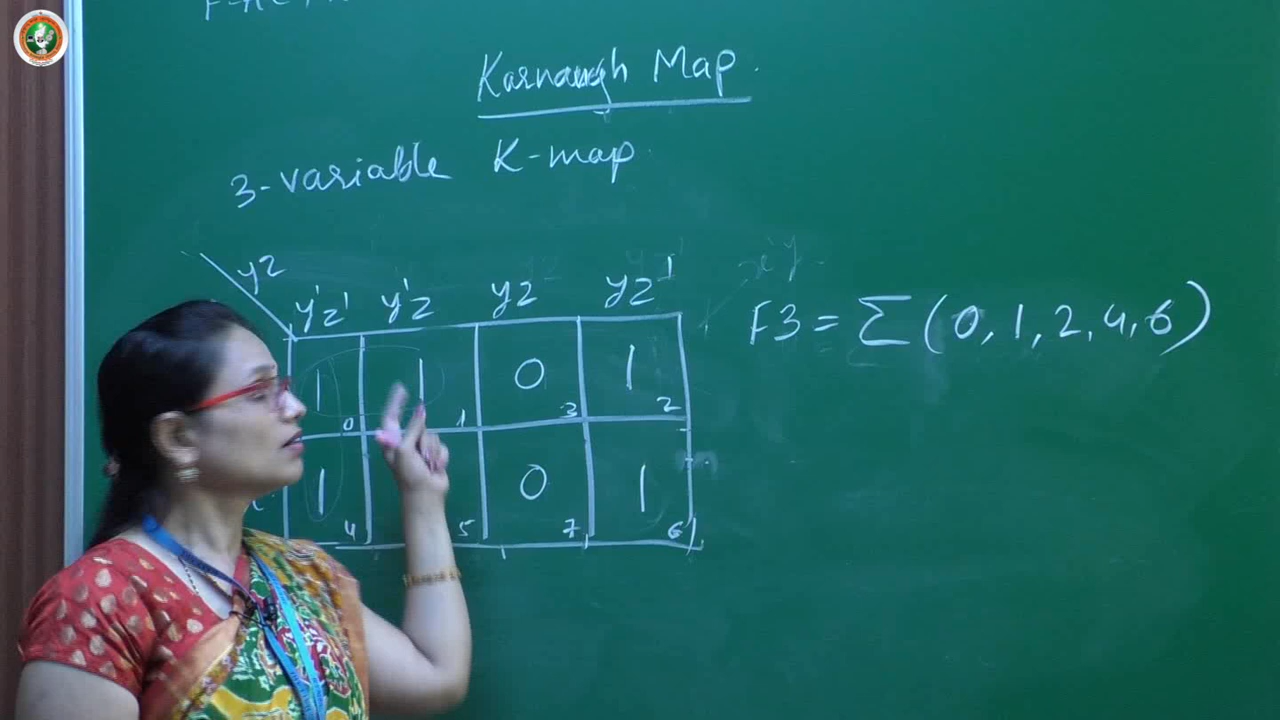 Karnaugh Map.
3-variable K-map.
yz
y'z' y'z yz yz'
1 0 1 1 0 3 1 2
1 4 5 0 7 1 6
F3 = Σ(0,1,2,4,6)